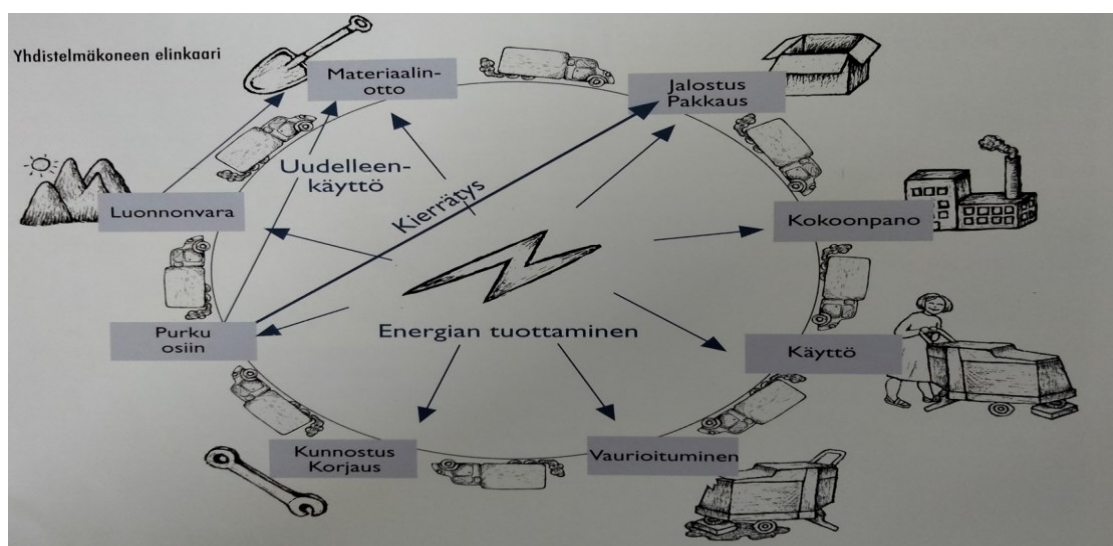 Yhdistelmäkoneen elinkaari
Materiaalin-
otto
Jalostus
Pakkaus
Uudelleen-
käyttö
Kierrätys
Luonnonvara
Kokoonpano
Purku
osiin
Energian tuottaminen
Käyttö
Kunnostus
Korjaus
Vaurioituminen